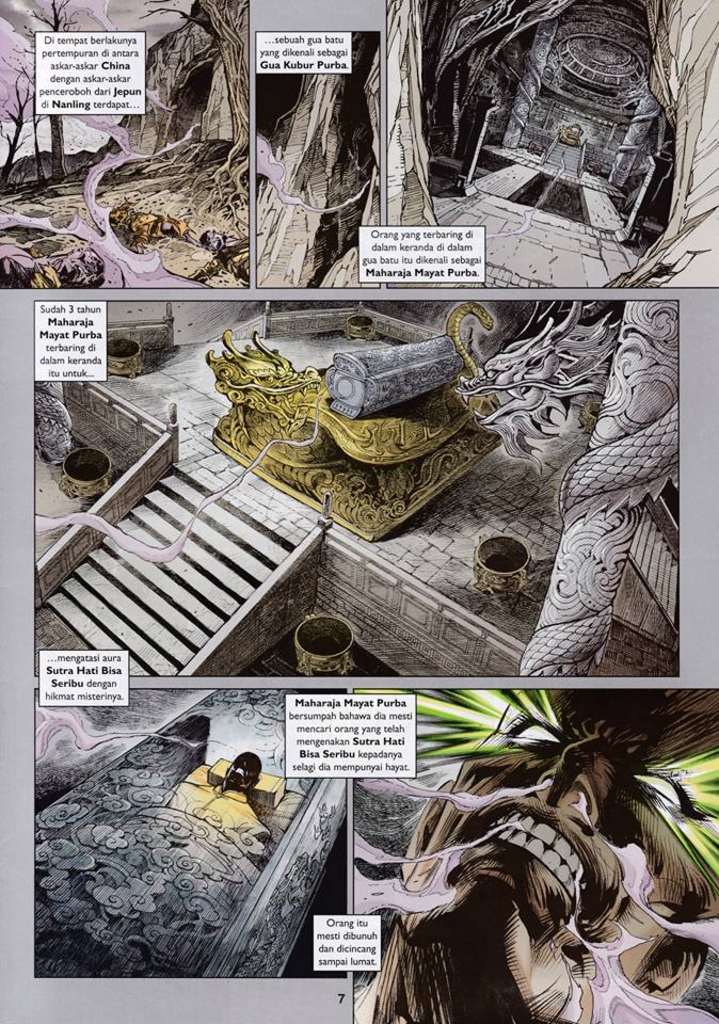 Di tempat berlakunya
pertempuran di antara
askar-askar China
dengan askar-askar
penceroboh dari Jepun
di Nanling terdapat...
...sebuah gua batu
yang dikenali sebagai
Gua Kubur Purba.
Orang yang terbaring di
dalam keranda di dalam
gua batu itu dikenali sebagai
Maharaja Mayat Purba.
Sudah 3 tahun
Maharaja
Mayat Purba
terbaring di
dalam keranda
itu untuk...
...mengatasi aura
Sutra Hati Bisa
Seribu dengan
hikmat misterinya.
Maharaja Mayat Purba
bersumpah bahawa dia mesti
mencari orang yang telah
mengenakan Sutra Hati
Bisa Seribu kepadanya
selagi dia mempunyai hayat.
Orang itu
mesti dibunuh
dan dicincang
sampai lumat.
7